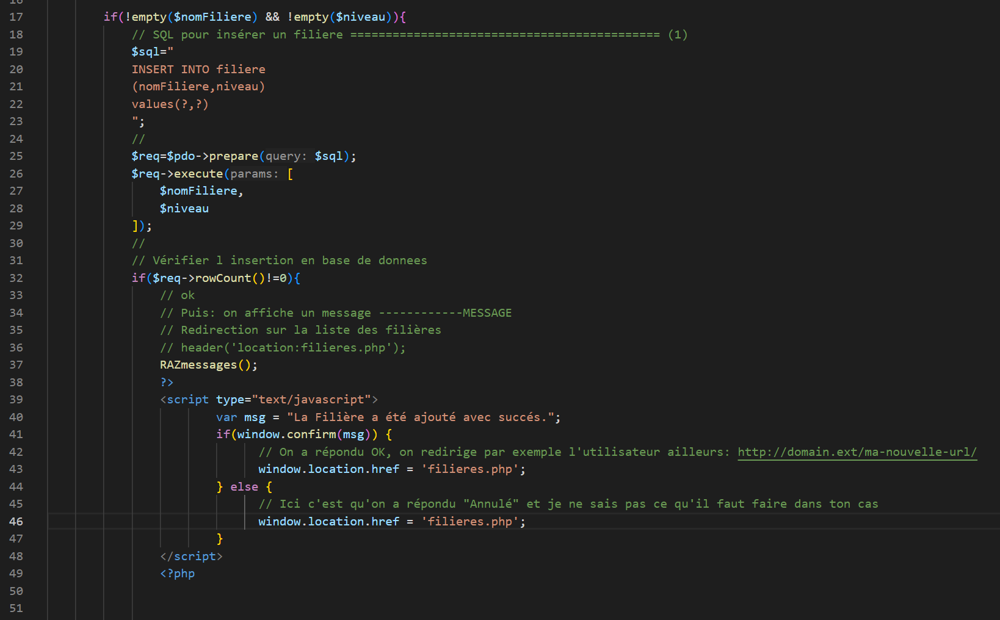 16
17 if(!empty($nomFiliere) && !empty($niveau)){
18 // SQL pour insérer un filiere ============================================ (1)
19 $sql="
20 INSERT INTO filiere
21 (nomFiliere,niveau)
22 values(?,?)
23 ";
24 //
25 $req=$pdo->prepare(query: $sql);
26 $req->execute(params: [
27 $nomFiliere,
28 $niveau
29 ]);
30 //
31 // Vérifier l insertion en base de donnees
32 if($req->rowCount()!=0){
33 // ok
34 // Puis: on affiche un message ------------MESSAGE
35 // Redirection sur la liste des filières
36 // header('location:filieres.php');
37 RAZmessages();
38 ?>
39 <script type="text/javascript">
40 var msg = "La Filière a été ajouté avec succés.";
41 if(window.confirm(msg)) {
42 // On a répondu OK, on redirige par exemple l'utilisateur ailleurs: http://domain.ext/ma-nouvelle-url/
43 window.location.href = 'filieres.php';
44 } else {
45 // Ici c'est qu'on a répondu "Annulé" et je ne sais pas ce qu'il faut faire dans ton cas
46 window.location.href = 'filieres.php';
47 }
48 </script>
49 <?php
50
51